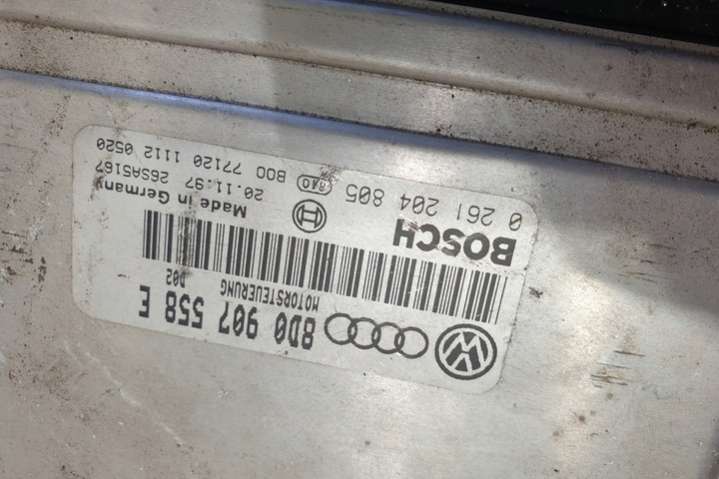 8D0 907 558 E
MOTORSTEUERUNG D02
BOSCH
Made in Germany
0 261 204 805
20.11.97 26SA5167
B00 77120 1112 0520